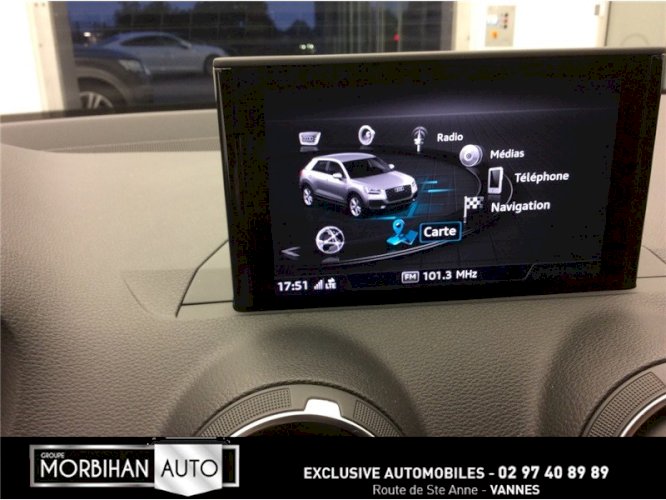 Radio
Médias
Téléphone
Navigation
Carte
17:51 LTE
FM 101.3 MHz
GROUPE
MORBIHAN AUTO
EXCLUSIVE AUTOMOBILES - 02 97 40 89 89
Route de Ste Anne - VANNES